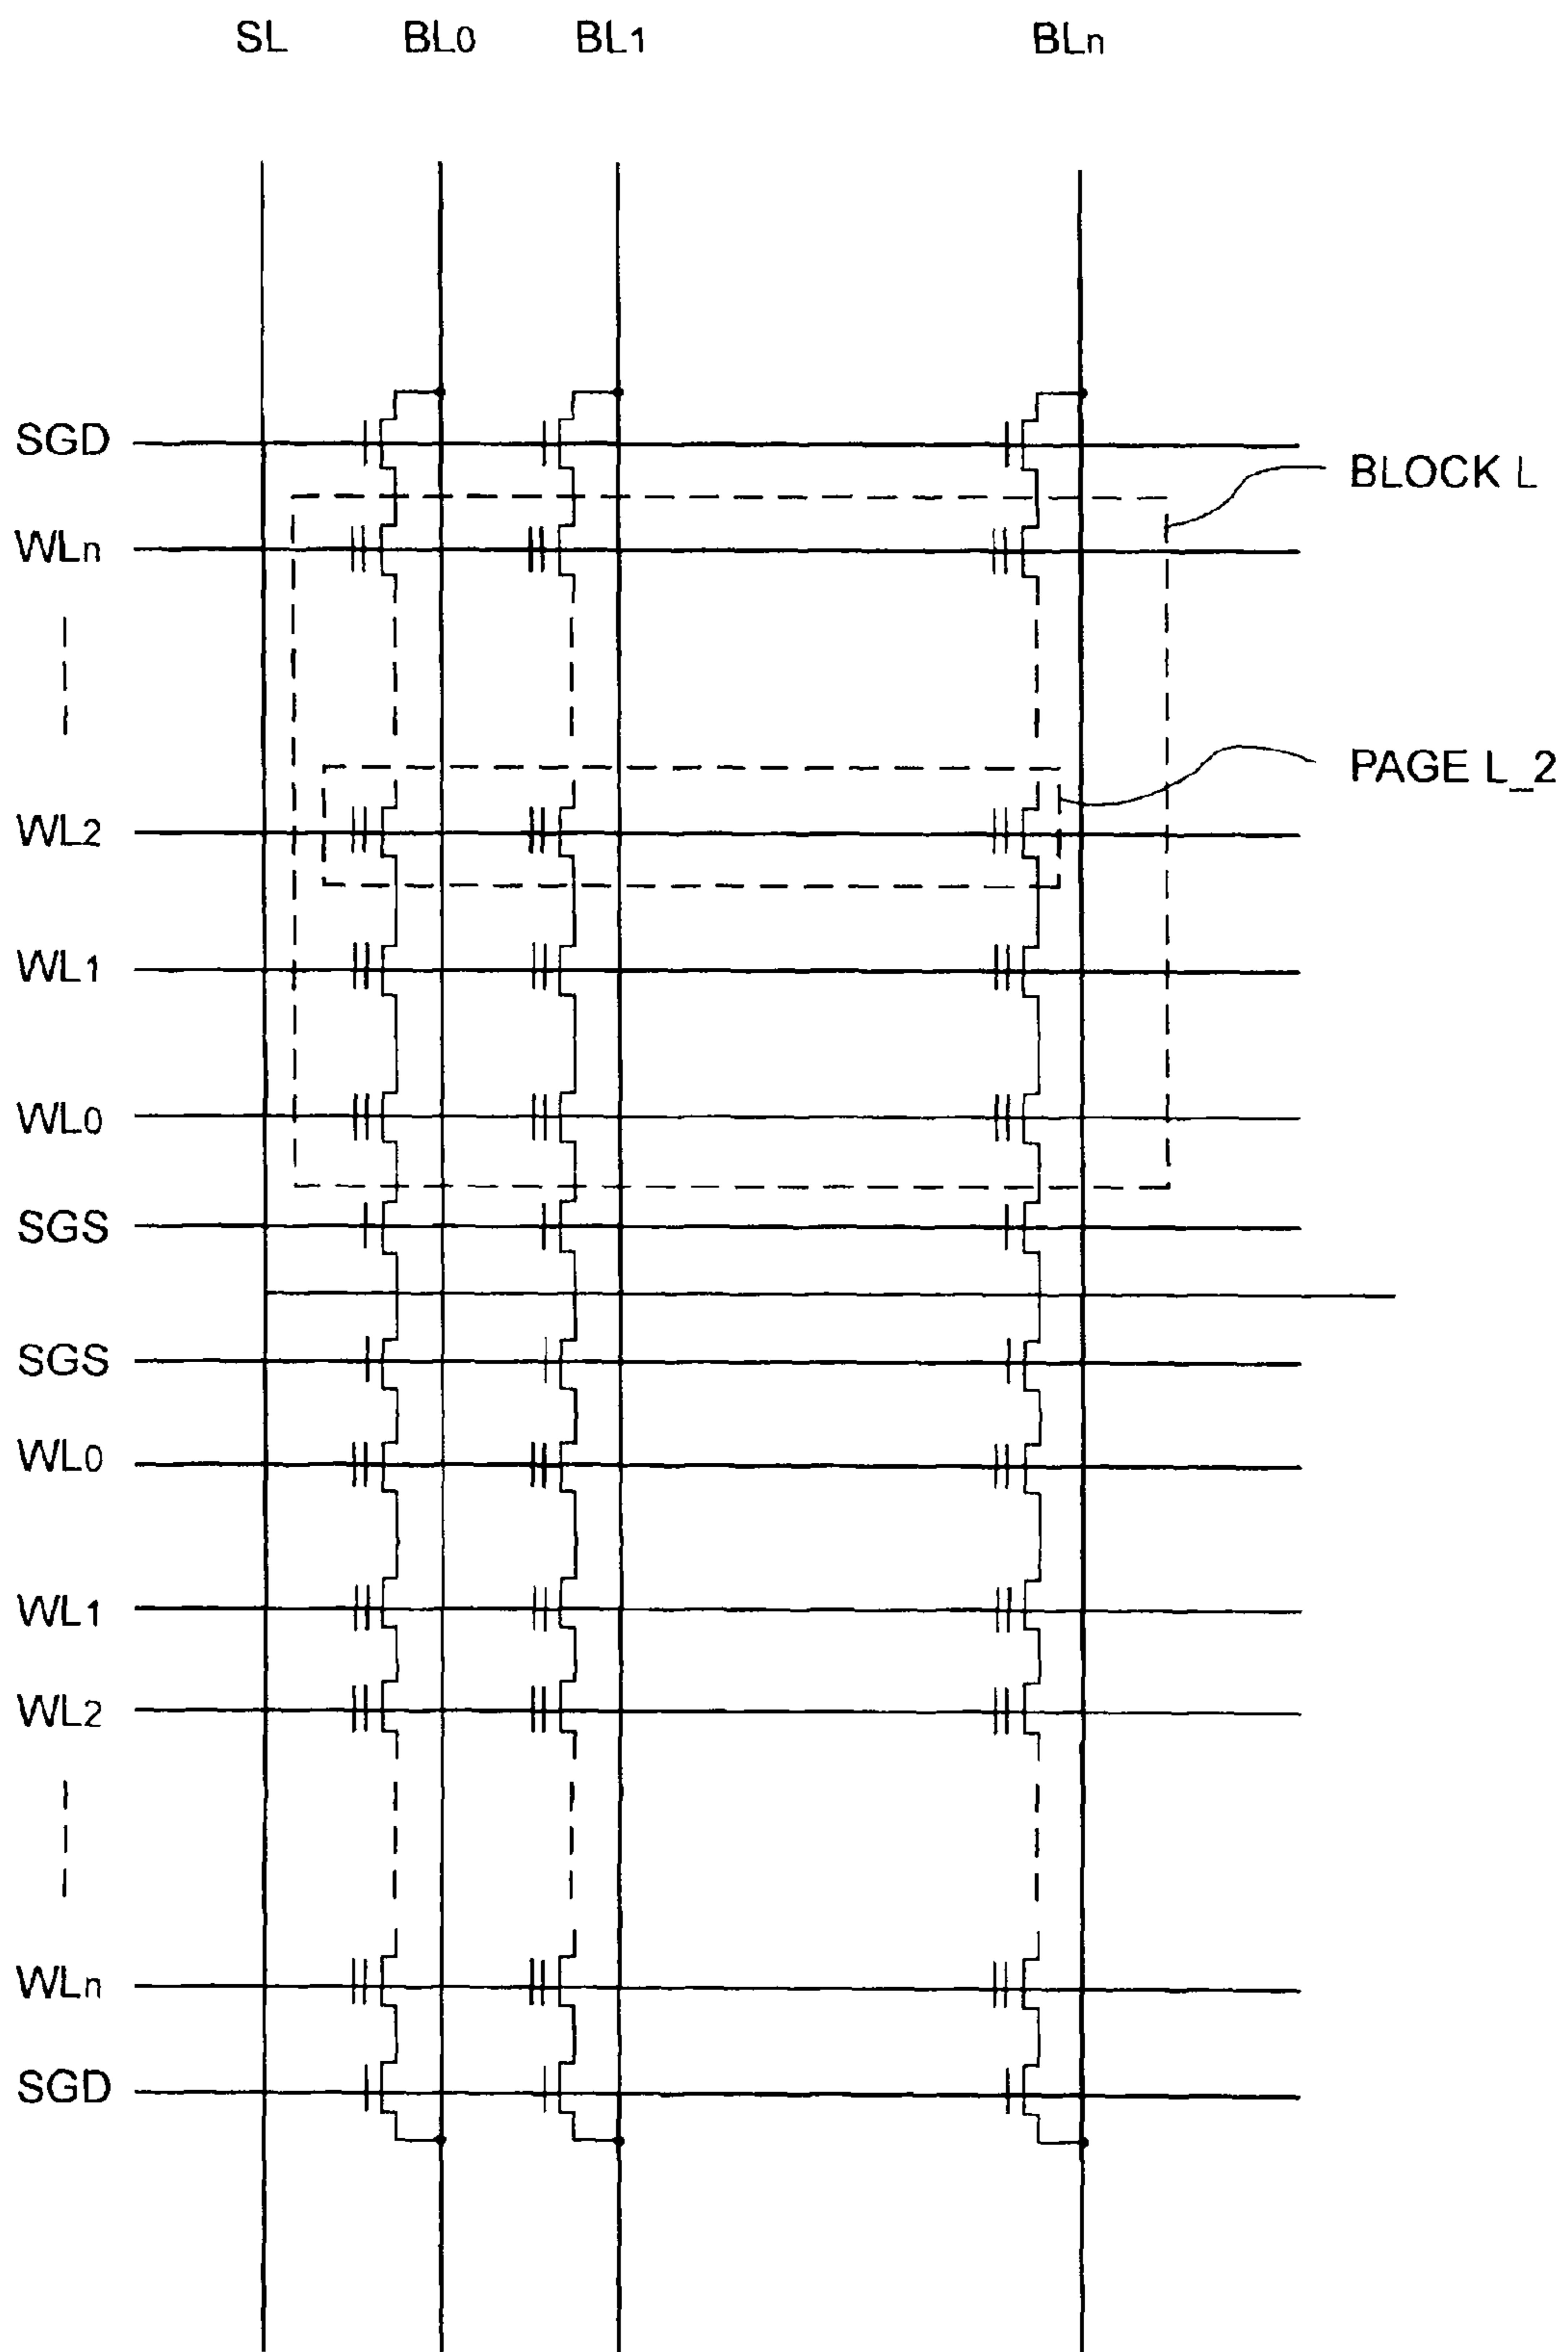 SL BL0 BL1 BLn
SGD
BLOCK L
WLn
PAGE L_2
WL2
WL1
WL0
SGS
SGS
WL0
WL1
WL2
WLn
SGD